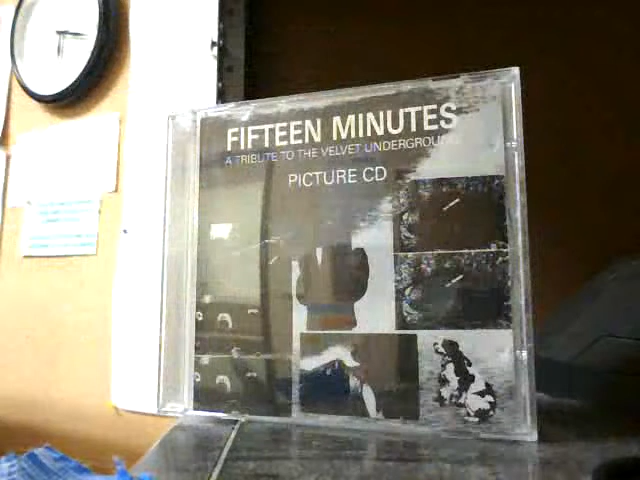 FIFTEEN MINUTES
A TRIBUTE TO THE VELVET UNDERGROUND
PICTURE CD